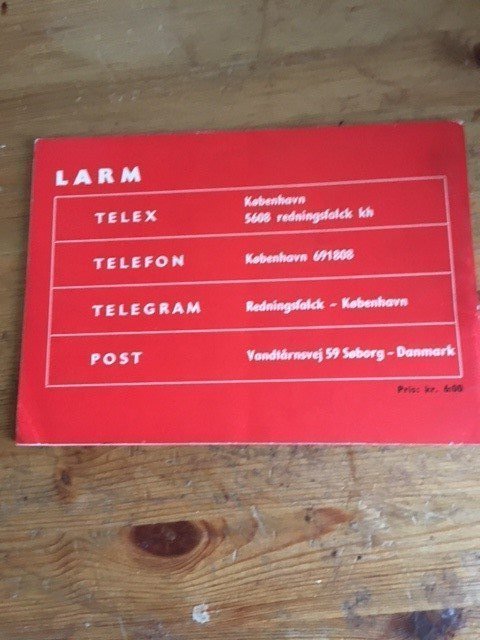 LARM
TELEX
København
5608 redningsfalck kh
TELEFON
København 691808
TELEGRAM
Redningsfalck - København
POST
Vandtårnsvej 59 Søborg - Danmark
Pris: kr. 6:00